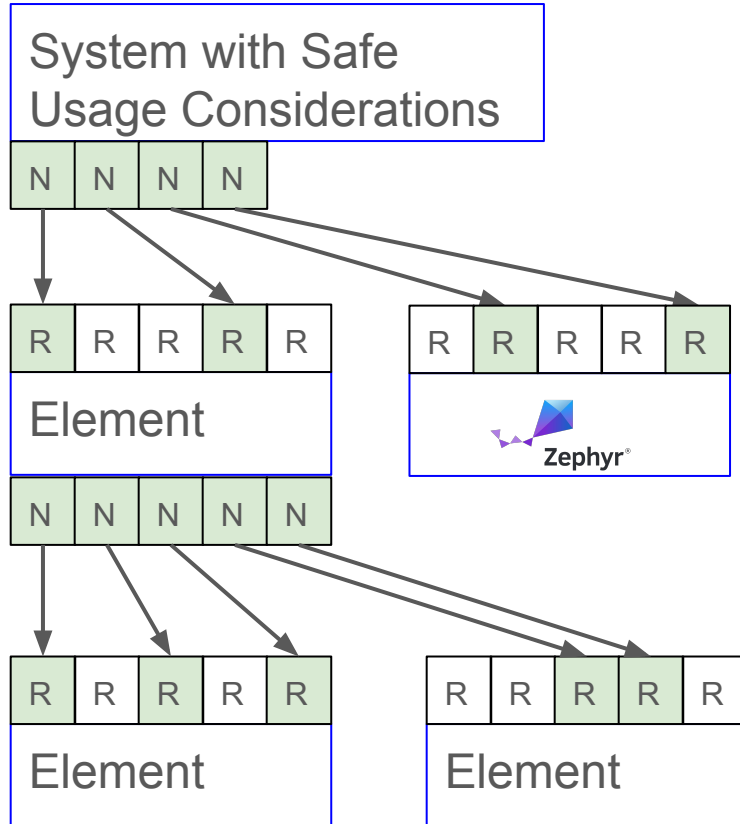 System with Safe
Usage Considerations
N N N N
R R R R R
R R R R R
Element
Zephyr®
N N N N N
R R R R R
R R R R R
Element
Element